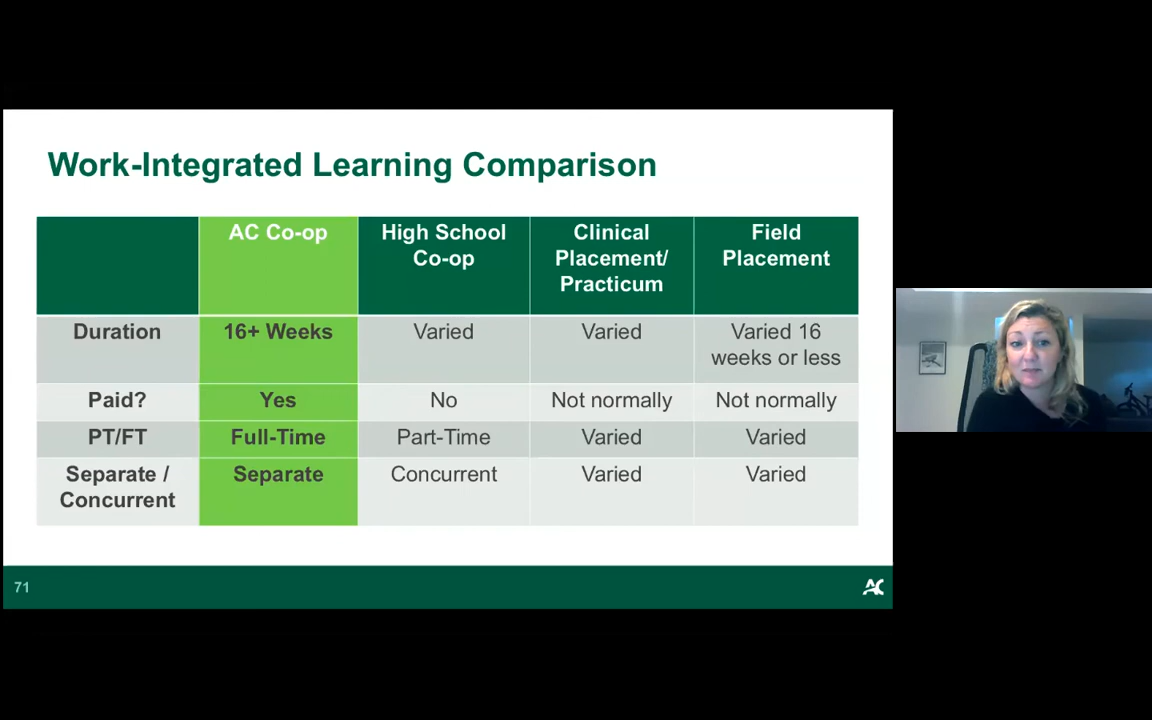 Work-Integrated Learning Comparison
AC Co-op
High School
Co-op
Clinical
Placement/
Practicum
Field
Placement
Duration
16+ Weeks
Varied
Varied
Varied 16
weeks or less
Paid?
Yes
No
Not normally
Not normally
PT/FT
Full-Time
Part-Time
Varied
Varied
Separate /
Concurrent
Separate
Concurrent
Varied
Varied
71
AC